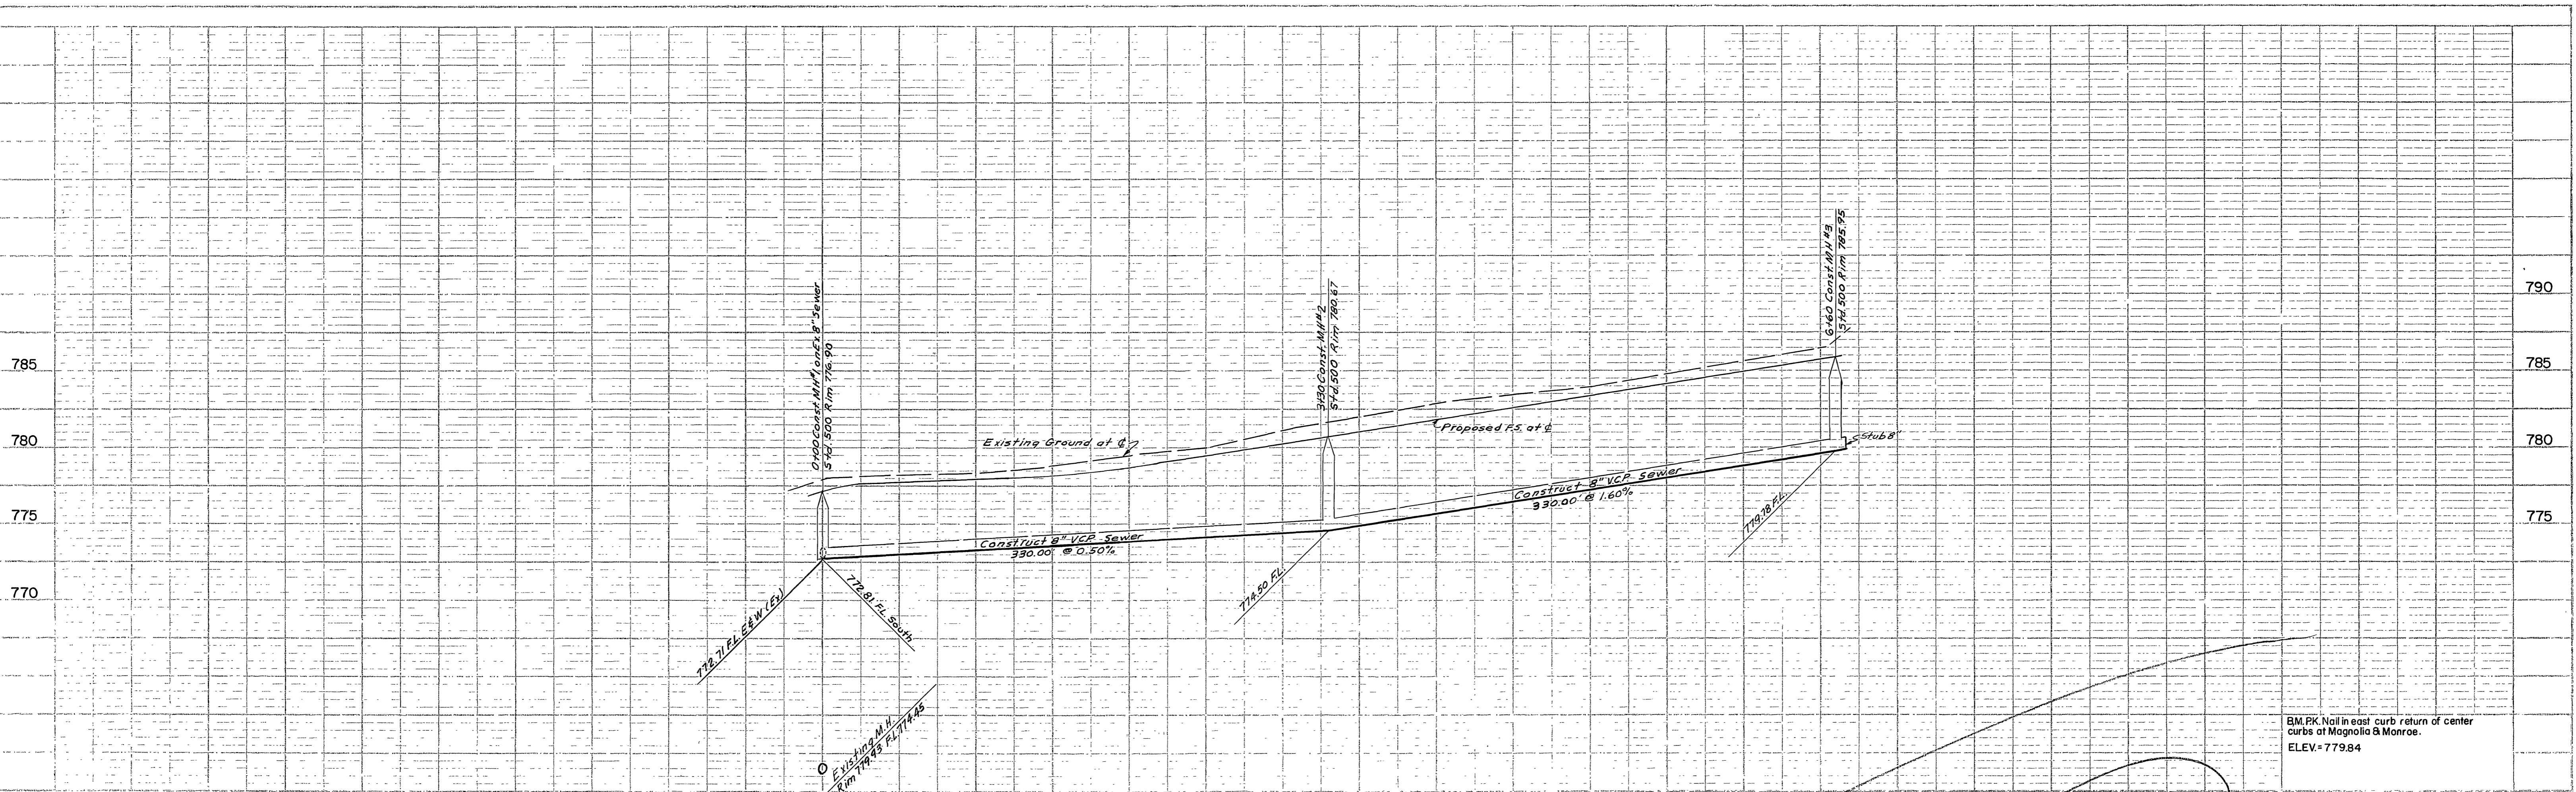 0+00 Const. M.H.#1 on Ex. 8" Sewer
Std. 500 Rim 776.90
3+30 Const. M.H.#2
Std. 500 Rim 780.67
6+60 Const. M.H.#3
Std. 500 Rim 785.95
790
790
785
785
780
780
775
775
770
Existing Ground at ℄
Proposed F.S. at ℄
Stub 8"
Construct 8" V.C.P. Sewer
330.00' @ 0.50%
Construct 8" V.C.P. Sewer
330.00' @ 1.60%
772.71 F.L. E&W (Ex)
772.81 F.L. South
774.50 F.L.
779.78 F.L.
Existing M.H.
Rim 779.93 F.L. 774.45
B.M. P.K. Nail in east curb return of center
curbs at Magnolia & Monroe.
ELEV.= 779.84